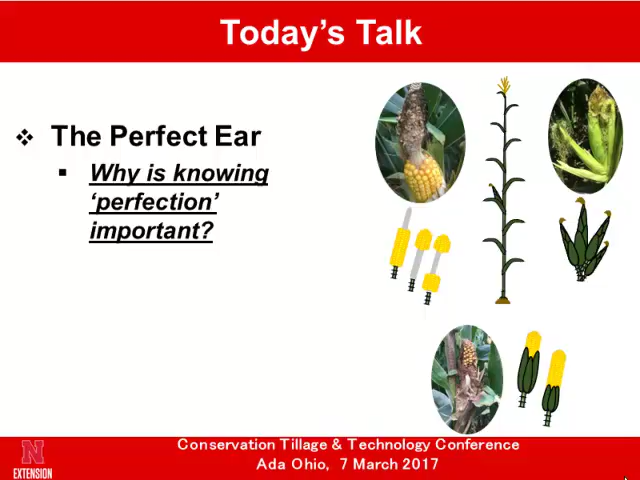 Today’s Talk
❖ The Perfect Ear
▪ Why is knowing
‘perfection’
important?
N
EXTENSION
Conservation Tillage & Technology Conference
Ada Ohio, 7 March 2017